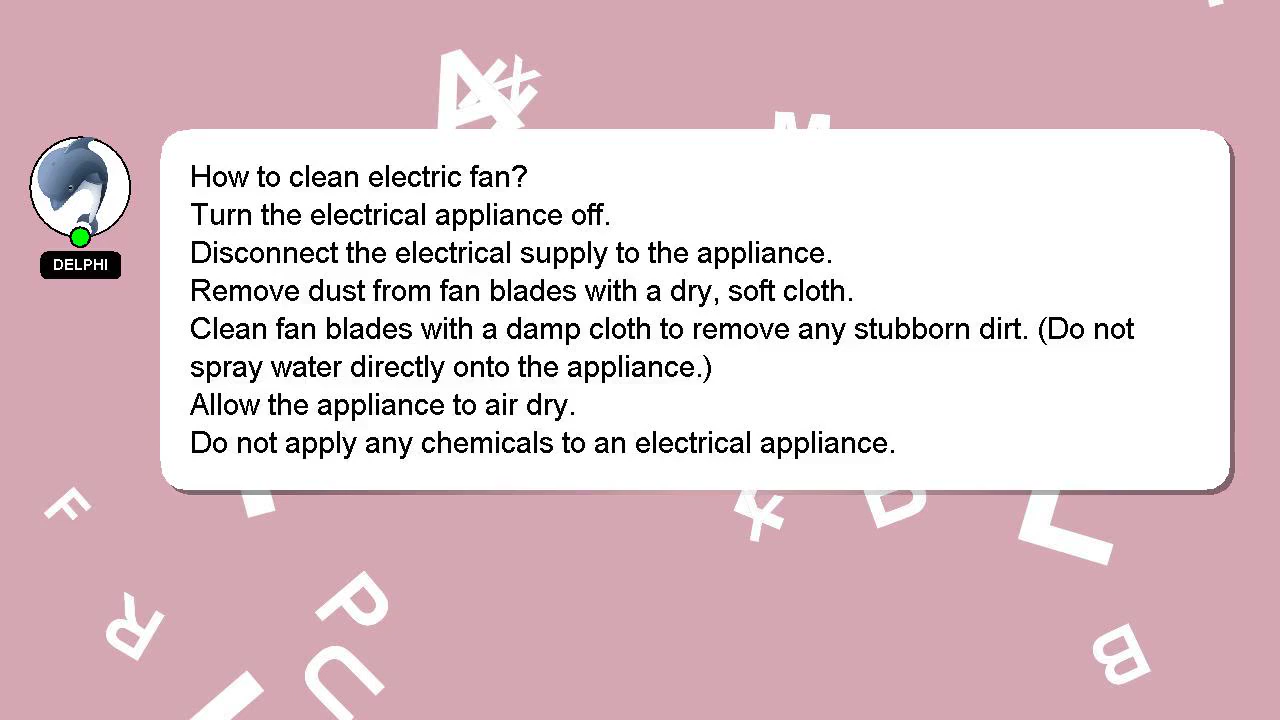 DELPHI
How to clean electric fan?
Turn the electrical appliance off.
Disconnect the electrical supply to the appliance.
Remove dust from fan blades with a dry, soft cloth.
Clean fan blades with a damp cloth to remove any stubborn dirt. (Do not
spray water directly onto the appliance.)
Allow the appliance to air dry.
Do not apply any chemicals to an electrical appliance.
A
M
F
L
P
R
U
B